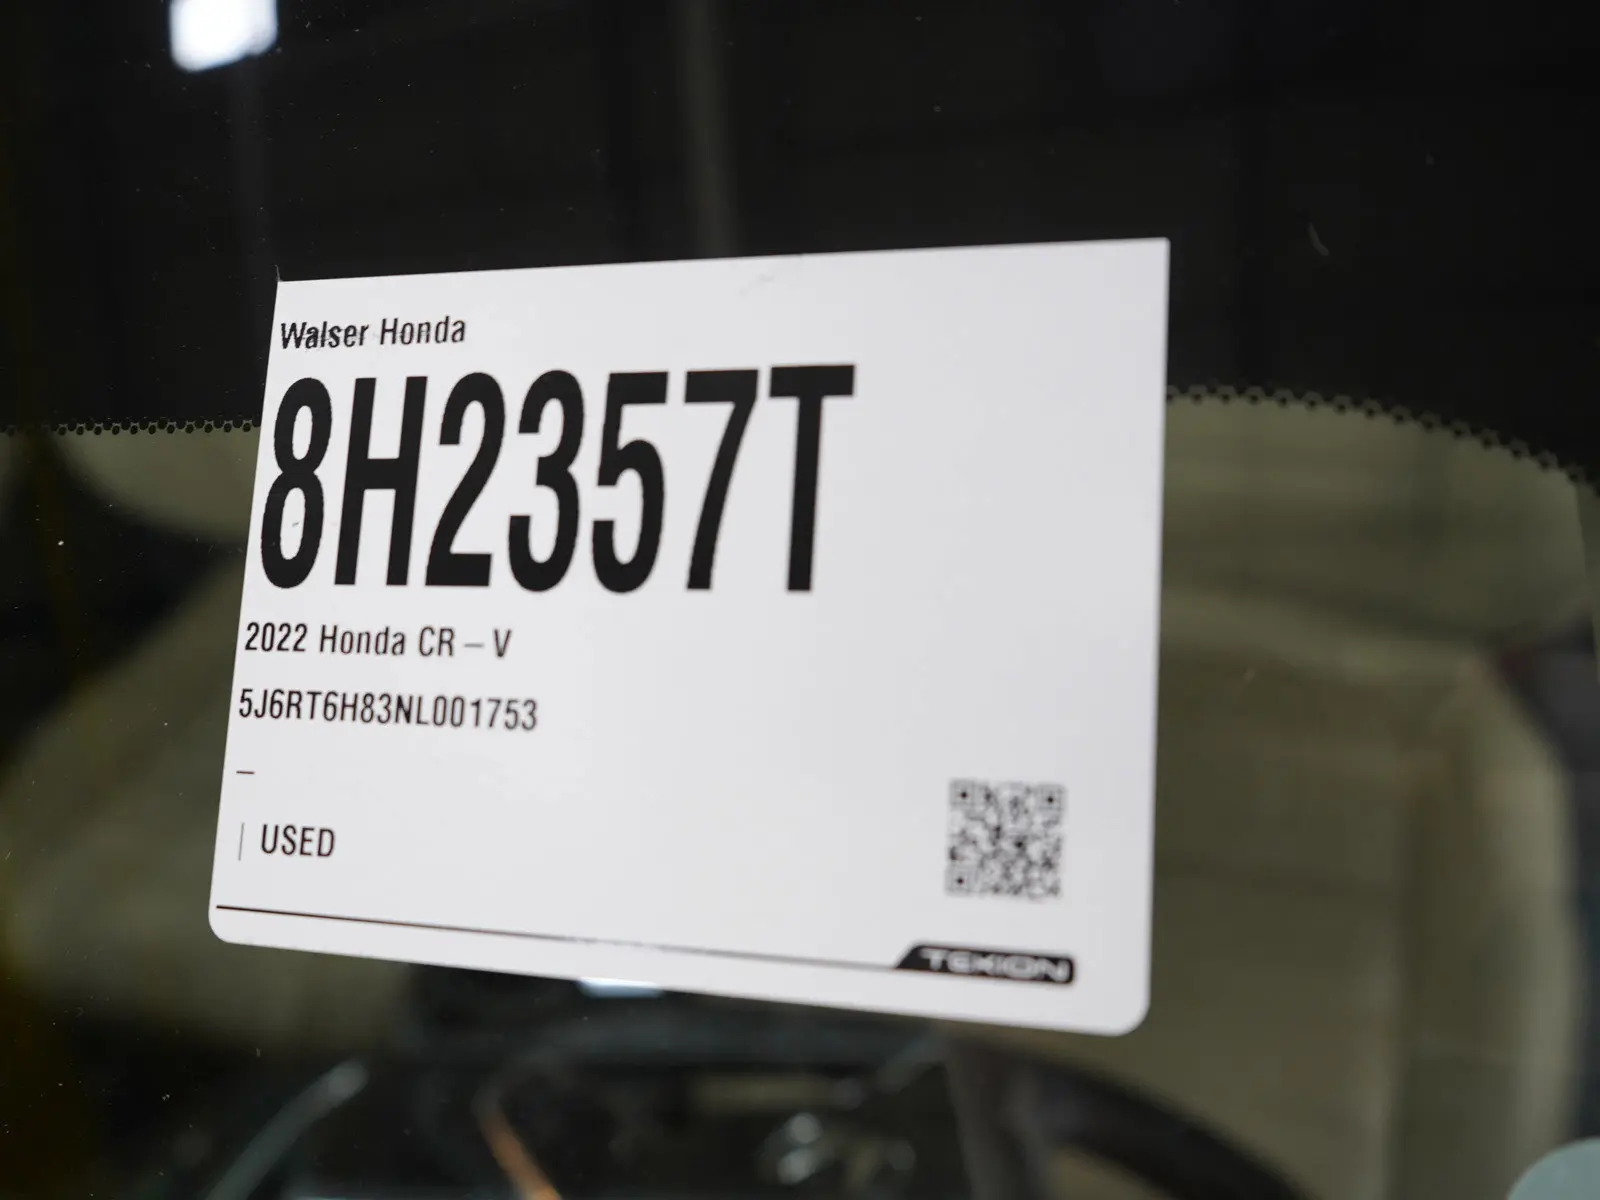 Walser Honda
8H2357T
2022 Honda CR – V
5J6RT6H83NL001753
–
| USED
TEKION